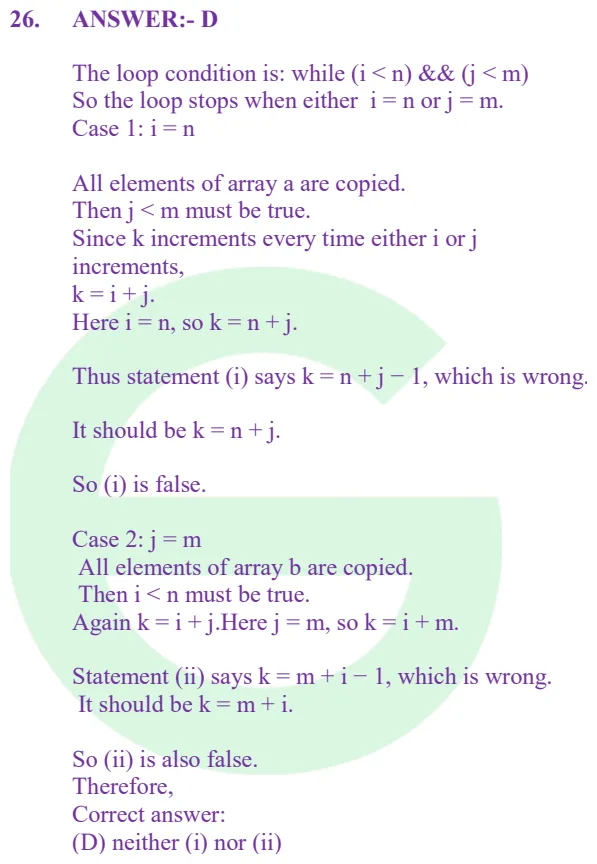 26. ANSWER:- D
The loop condition is: while (i < n) && (j < m)
So the loop stops when either  i = n or j = m.
Case 1: i = n
All elements of array a are copied.
Then j < m must be true.
Since k increments every time either i or j
increments,
k = i + j.
Here i = n, so k = n + j.
Thus statement (i) says k = n + j − 1, which is wrong.
It should be k = n + j.
So (i) is false.
Case 2: j = m
All elements of array b are copied.
Then i < n must be true.
Again k = i + j.Here j = m, so k = i + m.
Statement (ii) says k = m + i − 1, which is wrong.
It should be k = m + i.
So (ii) is also false.
Therefore,
Correct answer:
(D) neither (i) nor (ii)